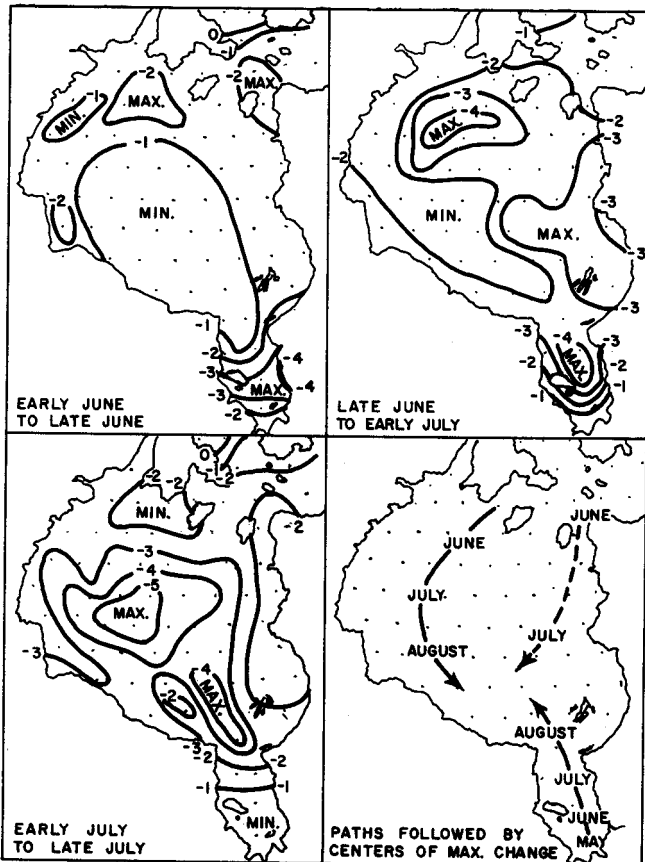 0
-1
-2
-2
MAX.
MAX.
-1
MIN.
-1
MIN.
-2
-1
-2
-3
-4
MAX.
-3
-4
-2
EARLY JUNE
TO LATE JUNE
-1
-2
-3
-4
MAX.
-2
-3
-2
MIN.
MAX.
-3
-3
-3
-3
-4
-3
-2
MAX.
-2
-1
-1
LATE JUNE
TO EARLY JULY
0
-1
-2
-2
-2
MIN.
-2
-3
-4
-5
MAX.
-3
-4
MAX.
-2
-3
-2
-2
-1
-1
MIN.
EARLY JULY
TO LATE JULY
JUNE
JUNE
JULY
JULY
AUGUST
AUGUST
JULY
JUNE
MAY
PATHS FOLLOWED BY
CENTERS OF MAX. CHANGE